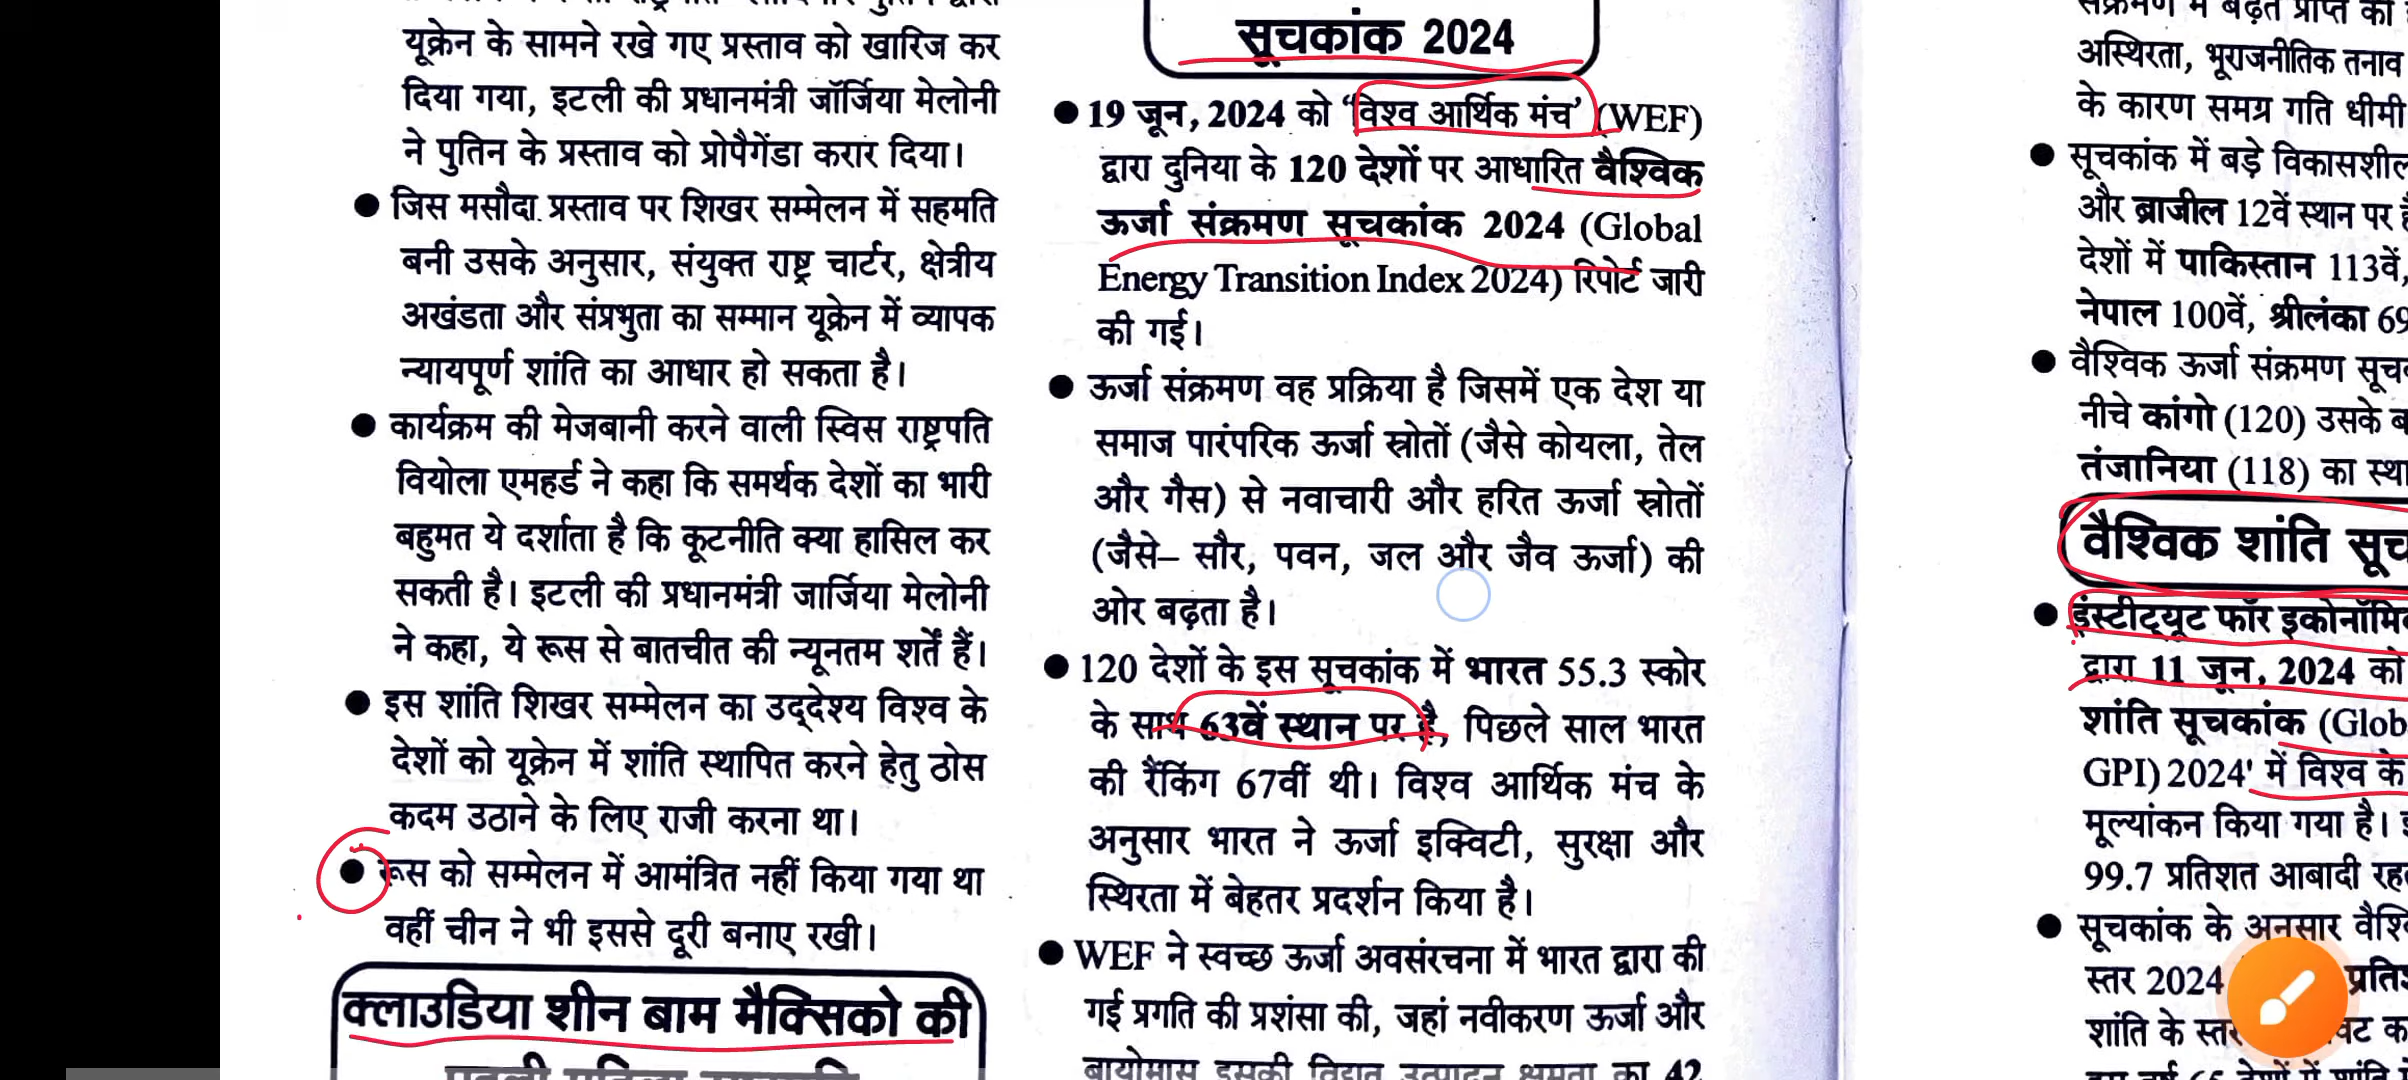 यूक्रेन के सामने रखे गए प्रस्ताव को खारिज कर
दिया गया, इटली की प्रधानमंत्री जॉर्जिया मेलोनी
ने पुतिन के प्रस्ताव को प्रोपैगेंडा करार दिया।
● जिस मसौदा प्रस्ताव पर शिखर सम्मेलन में सहमति
बनी उसके अनुसार, संयुक्त राष्ट्र चार्टर, क्षेत्रीय
अखंडता और संप्रभुता का सम्मान यूक्रेन में व्यापक
न्यायपूर्ण शांति का आधार हो सकता है।
● कार्यक्रम की मेजबानी करने वाली स्विस राष्ट्रपति
वियोला एमहर्ड ने कहा कि समर्थक देशों का भारी
बहुमत ये दर्शाता है कि कूटनीति क्या हासिल कर
सकती है। इटली की प्रधानमंत्री जार्जिया मेलोनी
ने कहा, ये रूस से बातचीत की न्यूनतम शर्तें हैं।
● इस शांति शिखर सम्मेलन का उद्देश्य विश्व के
देशों को यूक्रेन में शांति स्थापित करने हेतु ठोस
कदम उठाने के लिए राजी करना था।
● रूस को सम्मेलन में आमंत्रित नहीं किया गया था
वहीं चीन ने भी इससे दूरी बनाए रखी।
क्लाउडिया शीन बाम मैक्सिको की
सूचकांक 2024
● 19 जून, 2024 को ‘विश्व आर्थिक मंच’ (WEF)
द्वारा दुनिया के 120 देशों पर आधारित वैश्विक
ऊर्जा संक्रमण सूचकांक 2024 (Global
Energy Transition Index 2024) रिपोर्ट जारी
की गई।
● ऊर्जा संक्रमण वह प्रक्रिया है जिसमें एक देश या
समाज पारंपरिक ऊर्जा स्रोतों (जैसे कोयला, तेल
और गैस) से नवाचारी और हरित ऊर्जा स्रोतों
(जैसे– सौर, पवन, जल और जैव ऊर्जा) की
ओर बढ़ता है।
● 120 देशों के इस सूचकांक में भारत 55.3 स्कोर
के साथ 63वें स्थान पर है, पिछले साल भारत
की रैंकिंग 67वीं थी। विश्व आर्थिक मंच के
अनुसार भारत ने ऊर्जा इक्विटी, सुरक्षा और
स्थिरता में बेहतर प्रदर्शन किया है।
● WEF ने स्वच्छ ऊर्जा अवसंरचना में भारत द्वारा की
गई प्रगति की प्रशंसा की, जहां नवीकरण ऊर्जा और
बायोमास इसकी विद्युत उत्पादन क्षमता का 42
अस्थिरता, भूराजनीतिक तनाव
के कारण समग्र गति धीमी
● सूचकांक में बड़े विकासशील
और ब्राजील 12वें स्थान पर
देशों में पाकिस्तान 113वें,
नेपाल 100वें, श्रीलंका 69
● वैश्विक ऊर्जा संक्रमण
नीचे कांगो (120) उसके
तंजानिया (118) का
वैश्विक शांति
● इंस्टीट्यूट फॉर
द्वारा 11 जून, 2024 को
शांति सूचकांक (Glob
GPI) 2024' में विश्व के
मूल्यांकन किया गया है।
99.7 प्रतिशत आबादी
● सूचकांक के अनुसार
स्तर 2024
शांति के